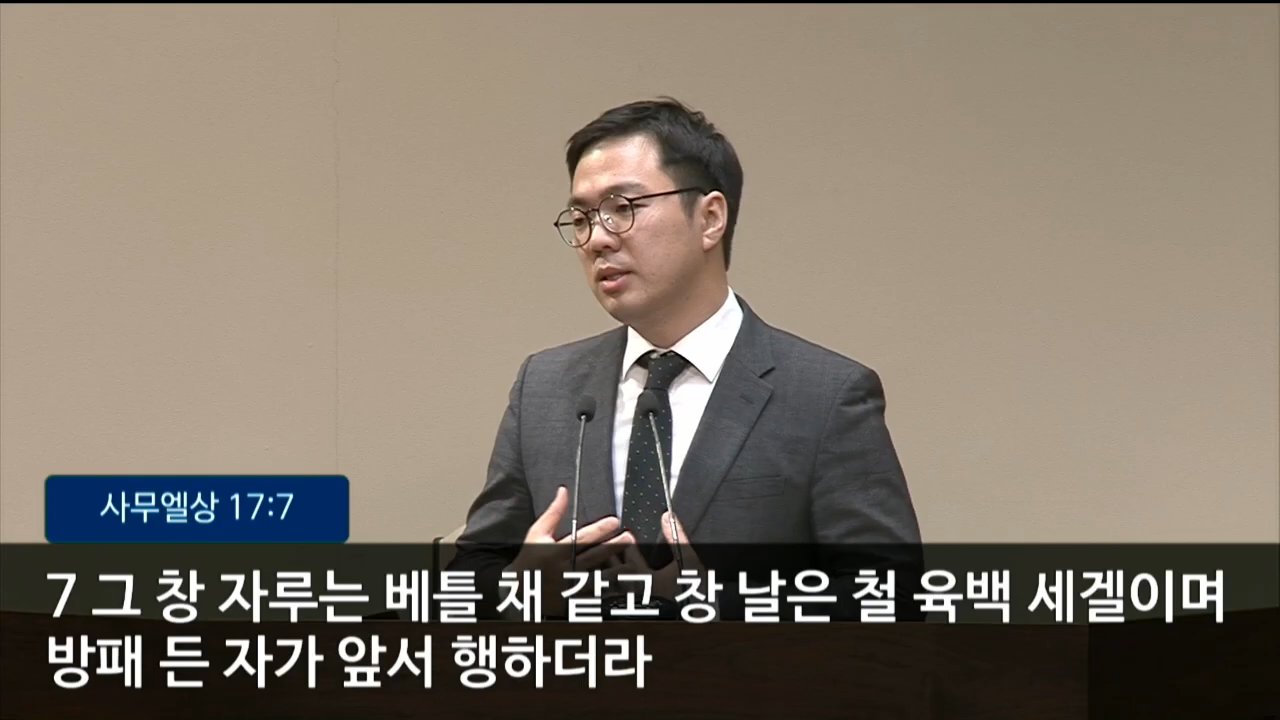 사무엘상 17:7
7 그 창 자루는 베틀 채 같고 창 날은 철 육백 세겔이며
방패 든 자가 앞서 행하더라